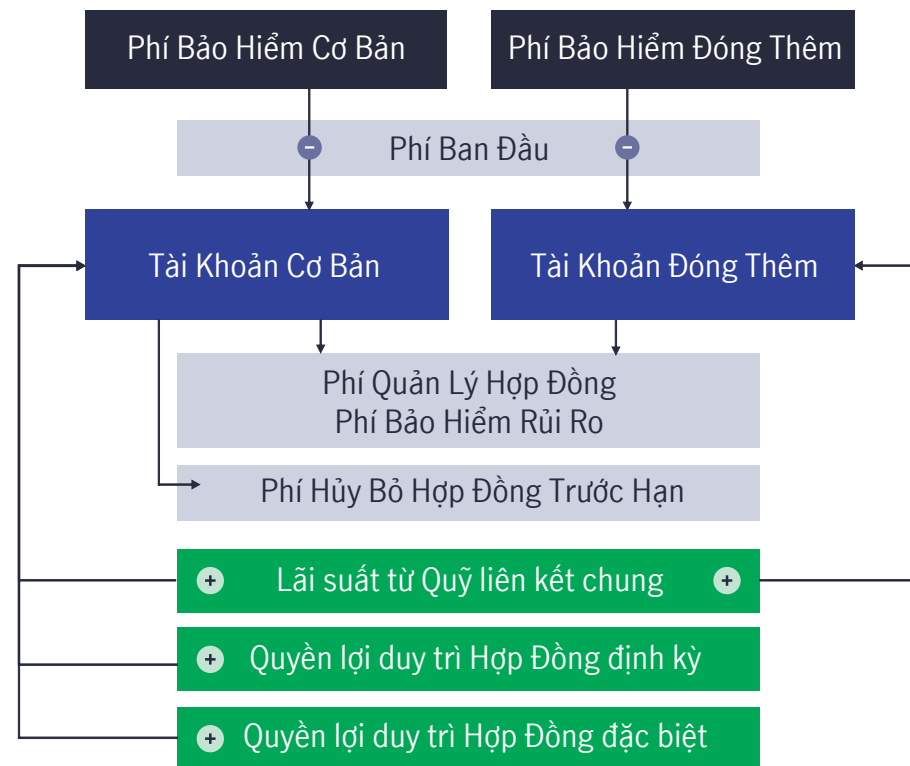 Phí Bảo Hiểm Cơ Bản
Phí Bảo Hiểm Đóng Thêm
Phí Ban Đầu
Tài Khoản Cơ Bản
Tài Khoản Đóng Thêm
Phí Quản Lý Hợp Đồng
Phí Bảo Hiểm Rủi Ro
Phí Hủy Bỏ Hợp Đồng Trước Hạn
Lãi suất từ Quỹ liên kết chung
Quyền lợi duy trì Hợp Đồng định kỳ
Quyền lợi duy trì Hợp Đồng đặc biệt